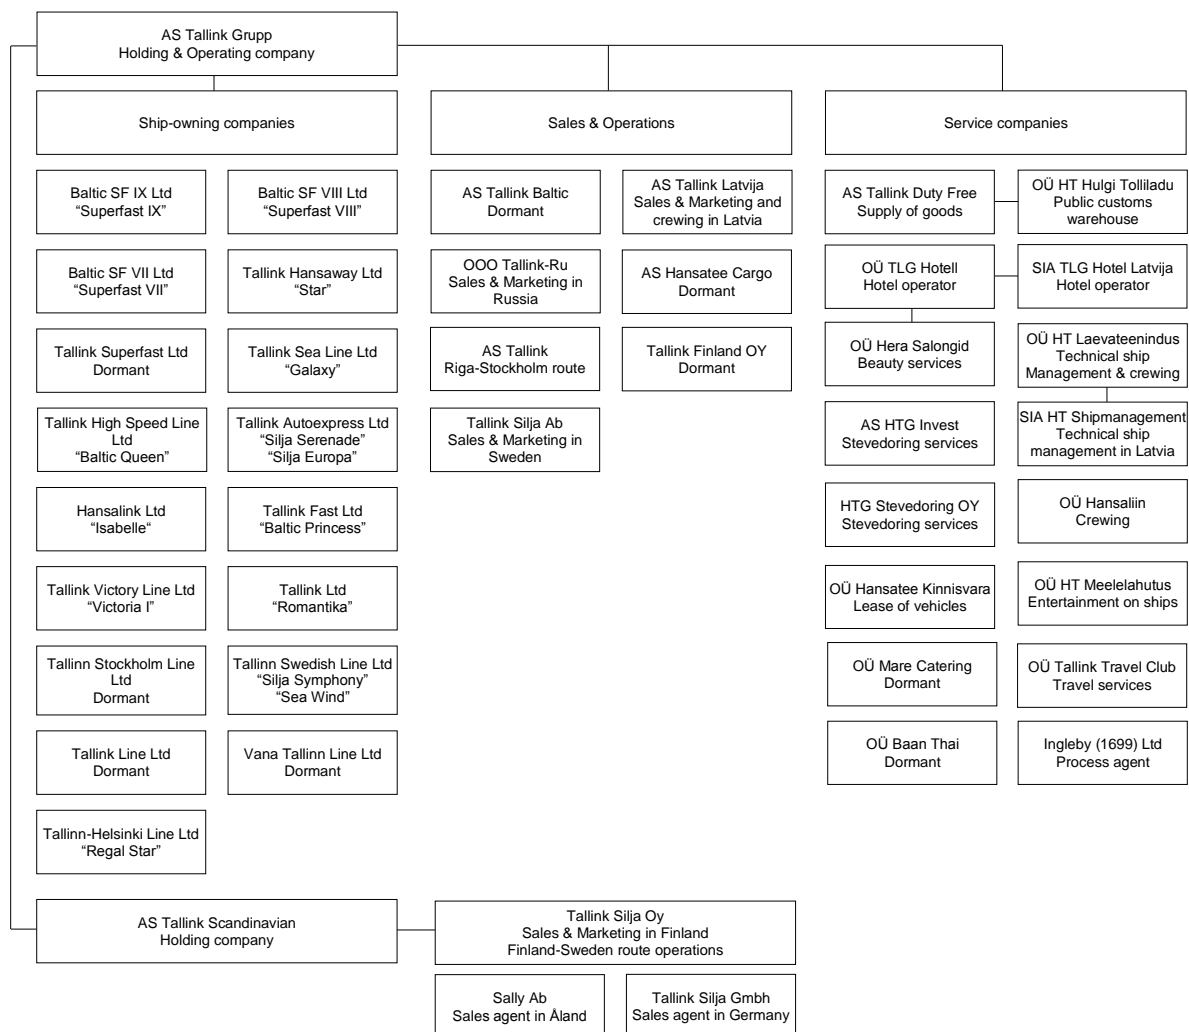 AS Tallink Grupp
Holding & Operating company
Ship-owning companies
Sales & Operations
Service companies
Baltic SF IX Ltd
“Superfast IX”
Baltic SF VIII Ltd
“Superfast VIII”
AS Tallink Baltic
Dormant
AS Tallink Latvija
Sales & Marketing and
crewing in Latvia
AS Tallink Duty Free
Supply of goods
OÜ HT Hulgi Tolliladu
Public customs
warehouse
Baltic SF VII Ltd
“Superfast VII”
Tallink Hansaway Ltd
“Star”
OOO Tallink-Ru
Sales & Marketing in
Russia
AS Hansatee Cargo
Dormant
OÜ TLG Hotell
Hotel operator
SIA TLG Hotel Latvija
Hotel operator
Tallink Superfast Ltd
Dormant
Tallink Sea Line Ltd
“Galaxy”
AS Tallink
Riga-Stockholm route
Tallink Finland OY
Dormant
OÜ Hera Salongid
Beauty services
OÜ HT Laevateenindus
Technical ship
Management & crewing
Tallink High Speed Line
Ltd
“Baltic Queen”
Tallink Autoexpress Ltd
“Silja Serenade”
“Silja Europa”
Tallink Silja Ab
Sales & Marketing in
Sweden
AS HTG Invest
Stevedoring services
SIA HT Shipmanagement
Technical ship
management in Latvia
Hansalink Ltd
“Isabelle“
Tallink Fast Ltd
“Baltic Princess”
HTG Stevedoring OY
Stevedoring services
OÜ Hansaliin
Crewing
Tallink Victory Line Ltd
“Victoria I”
Tallink Ltd
“Romantika”
OÜ Hansatee Kinnisvara
Lease of vehicles
OÜ HT Meelelahutus
Entertainment on ships
Tallinn Stockholm Line
Ltd
Dormant
Tallinn Swedish Line Ltd
“Silja Symphony”
“Sea Wind”
OÜ Mare Catering
Dormant
OÜ Tallink Travel Club
Travel services
Tallink Line Ltd
Dormant
Vana Tallinn Line Ltd
Dormant
OÜ Baan Thai
Dormant
Ingleby (1699) Ltd
Process agent
Tallinn-Helsinki Line Ltd
“Regal Star”
AS Tallink Scandinavian
Holding company
Tallink Silja Oy
Sales & Marketing in Finland
Finland-Sweden route operations
Sally Ab
Sales agent in Åland
Tallink Silja Gmbh
Sales agent in Germany